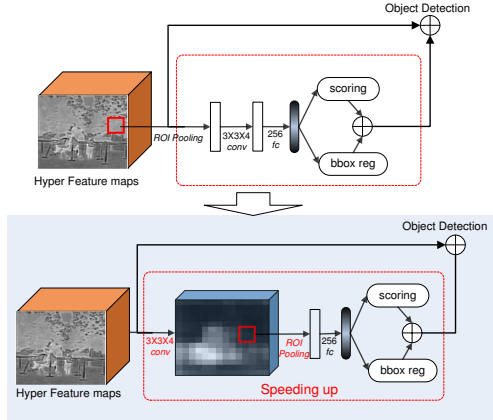 Object Detection
scoring
ROI Pooling
3X3X4
conv
256
fc
bbox reg
Hyper Feature maps
Object Detection
scoring
3X3X4
conv
ROI
Pooling
256
fc
bbox reg
Hyper Feature maps
Speeding up